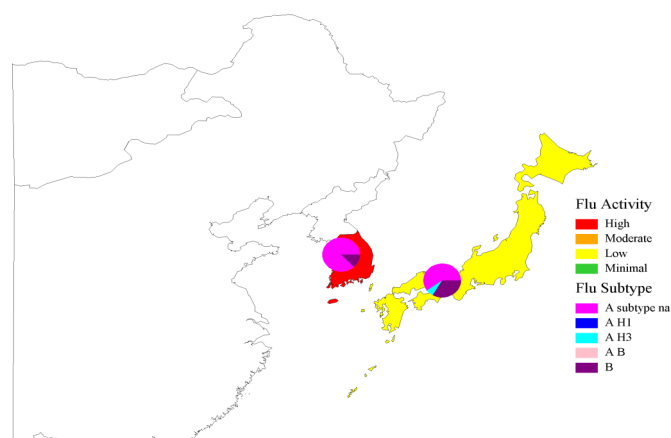 Flu Activity
High
Moderate
Low
Minimal
Flu Subtype
A subtype na
A H1
A H3
A B
B